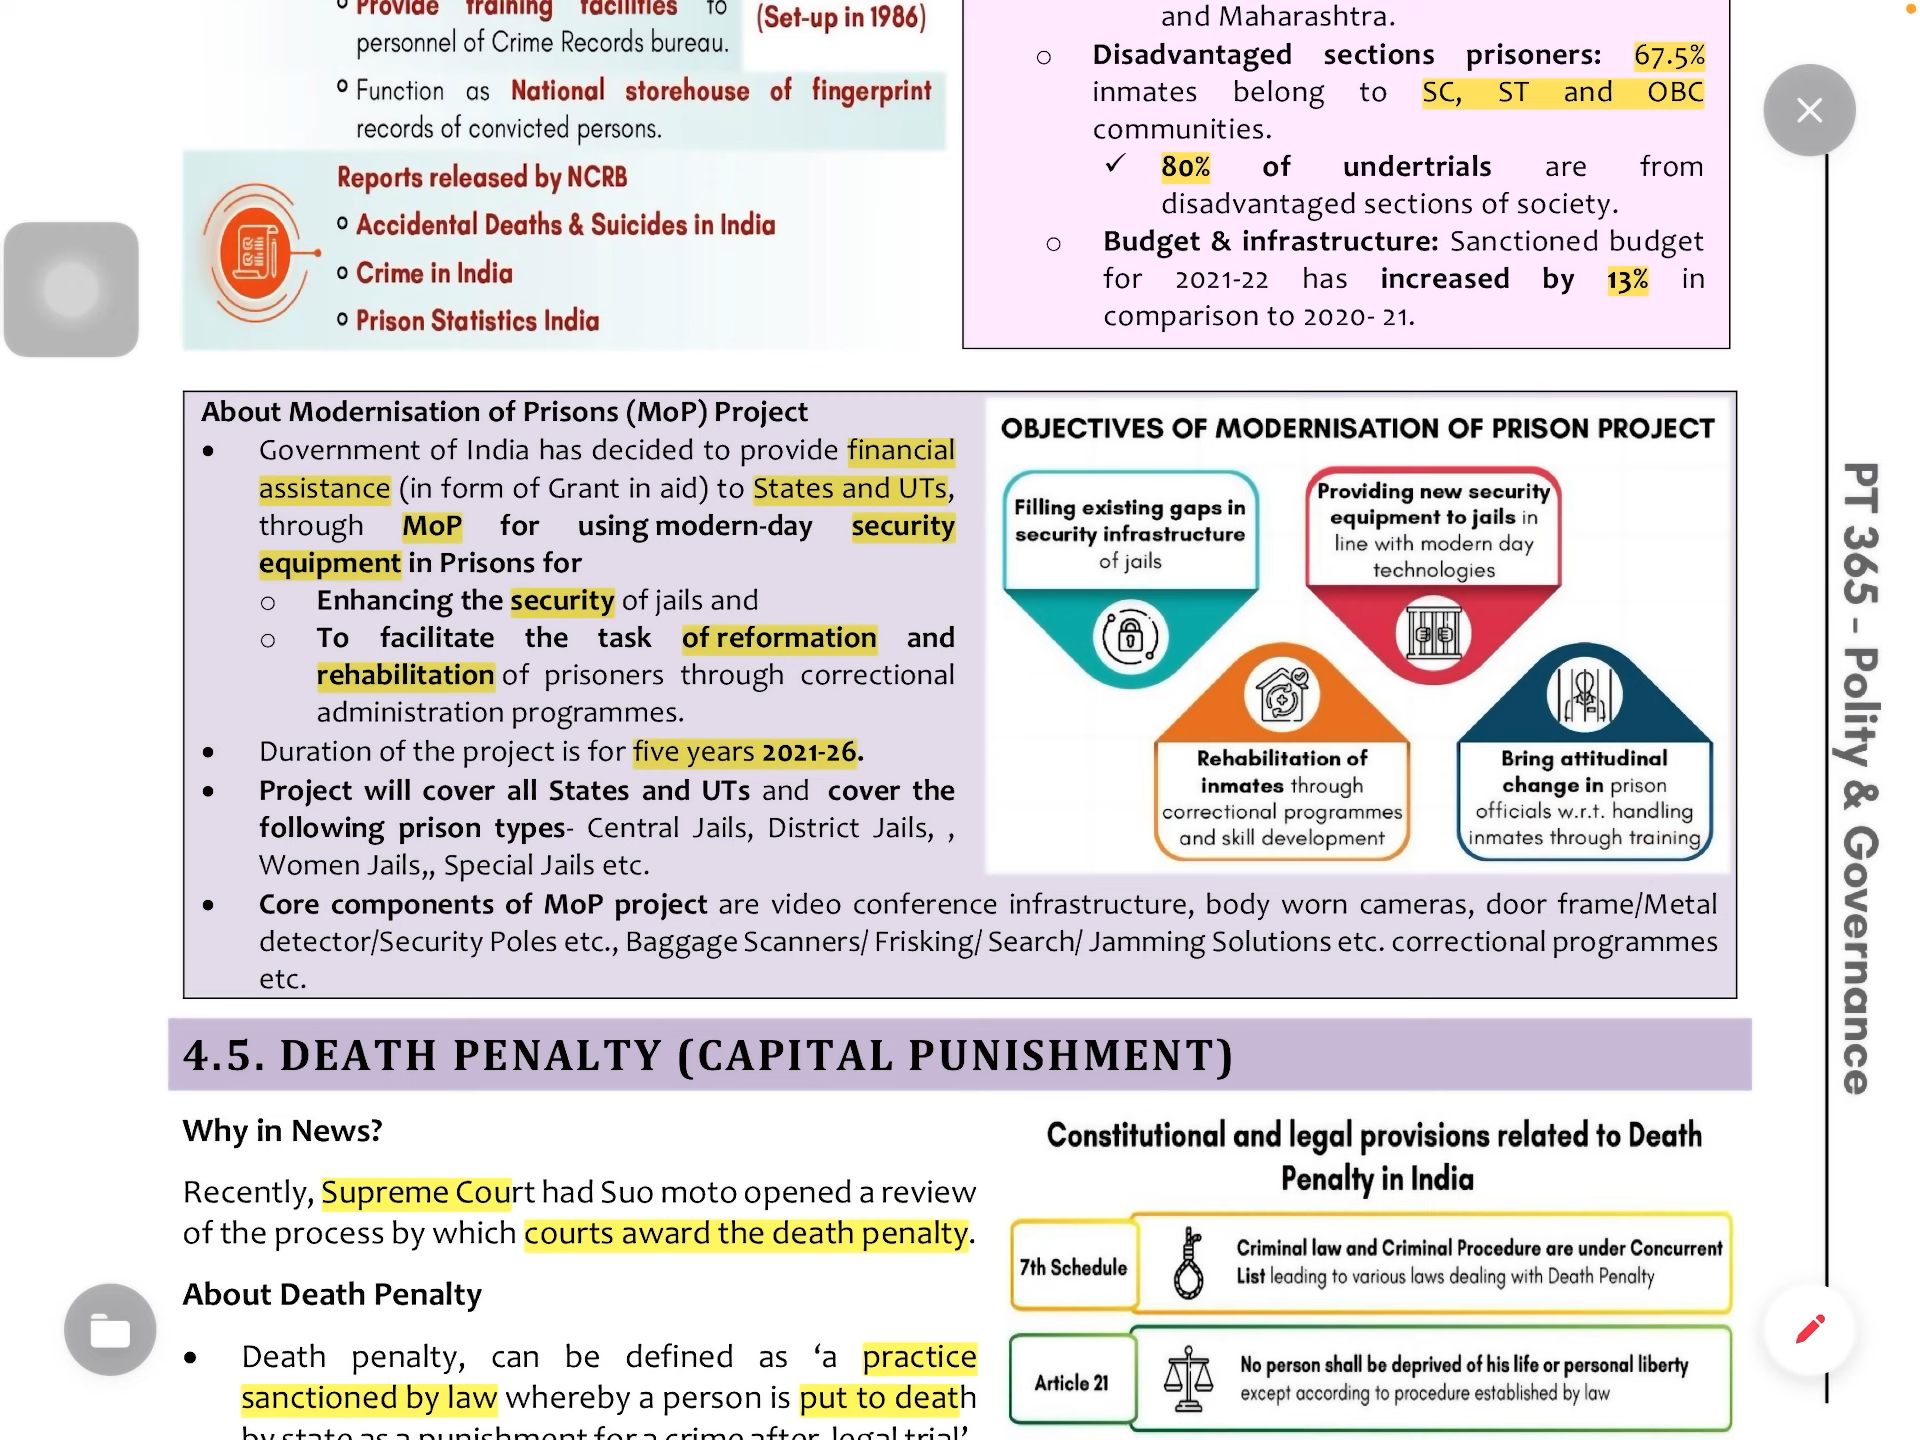 Provide training facilities to
personnel of Crime Records bureau.
(Set-up in 1986)
Function as National storehouse of fingerprint
records of convicted persons.
Reports released by NCRB
Accidental Deaths & Suicides in India
Crime in India
Prison Statistics India
and Maharashtra.
Disadvantaged sections prisoners: 67.5%
inmates belong to SC, ST and OBC
communities.
80% of undertrials are from
disadvantaged sections of society.
Budget & infrastructure: Sanctioned budget
for 2021-22 has increased by 13% in
comparison to 2020- 21.
About Modernisation of Prisons (MoP) Project
Government of India has decided to provide financial
assistance (in form of Grant in aid) to States and UTs,
through MoP for using modern-day security
equipment in Prisons for
Enhancing the security of jails and
To facilitate the task of reformation and
rehabilitation of prisoners through correctional
administration programmes.
Duration of the project is for five years 2021-26.
Project will cover all States and UTs and cover the
following prison types- Central Jails, District Jails, ,
Women Jails,, Special Jails etc.
Core components of MoP project are video conference infrastructure, body worn cameras, door frame/Metal
detector/Security Poles etc., Baggage Scanners/ Frisking/ Search/ Jamming Solutions etc. correctional programmes
etc.
OBJECTIVES OF MODERNISATION OF PRISON PROJECT
Filling existing gaps in
security infrastructure
of jails
Providing new security
equipment to jails in
line with modern day
technologies
Rehabilitation of
inmates through
correctional programmes
and skill development
Bring attitudinal
change in prison
officials w.r.t. handling
inmates through training
4.5. DEATH PENALTY (CAPITAL PUNISHMENT)
Why in News?
Recently, Supreme Court had Suo moto opened a review
of the process by which courts award the death penalty.
About Death Penalty
Death penalty, can be defined as ‘a practice
sanctioned by law whereby a person is put to death
by state as a punishment for a crime after legal trial’.
Constitutional and legal provisions related to Death
Penalty in India
7th Schedule
Criminal law and Criminal Procedure are under Concurrent
List leading to various laws dealing with Death Penalty
Article 21
No person shall be deprived of his life or personal liberty
except according to procedure established by law
PT 365 - Polity & Governance